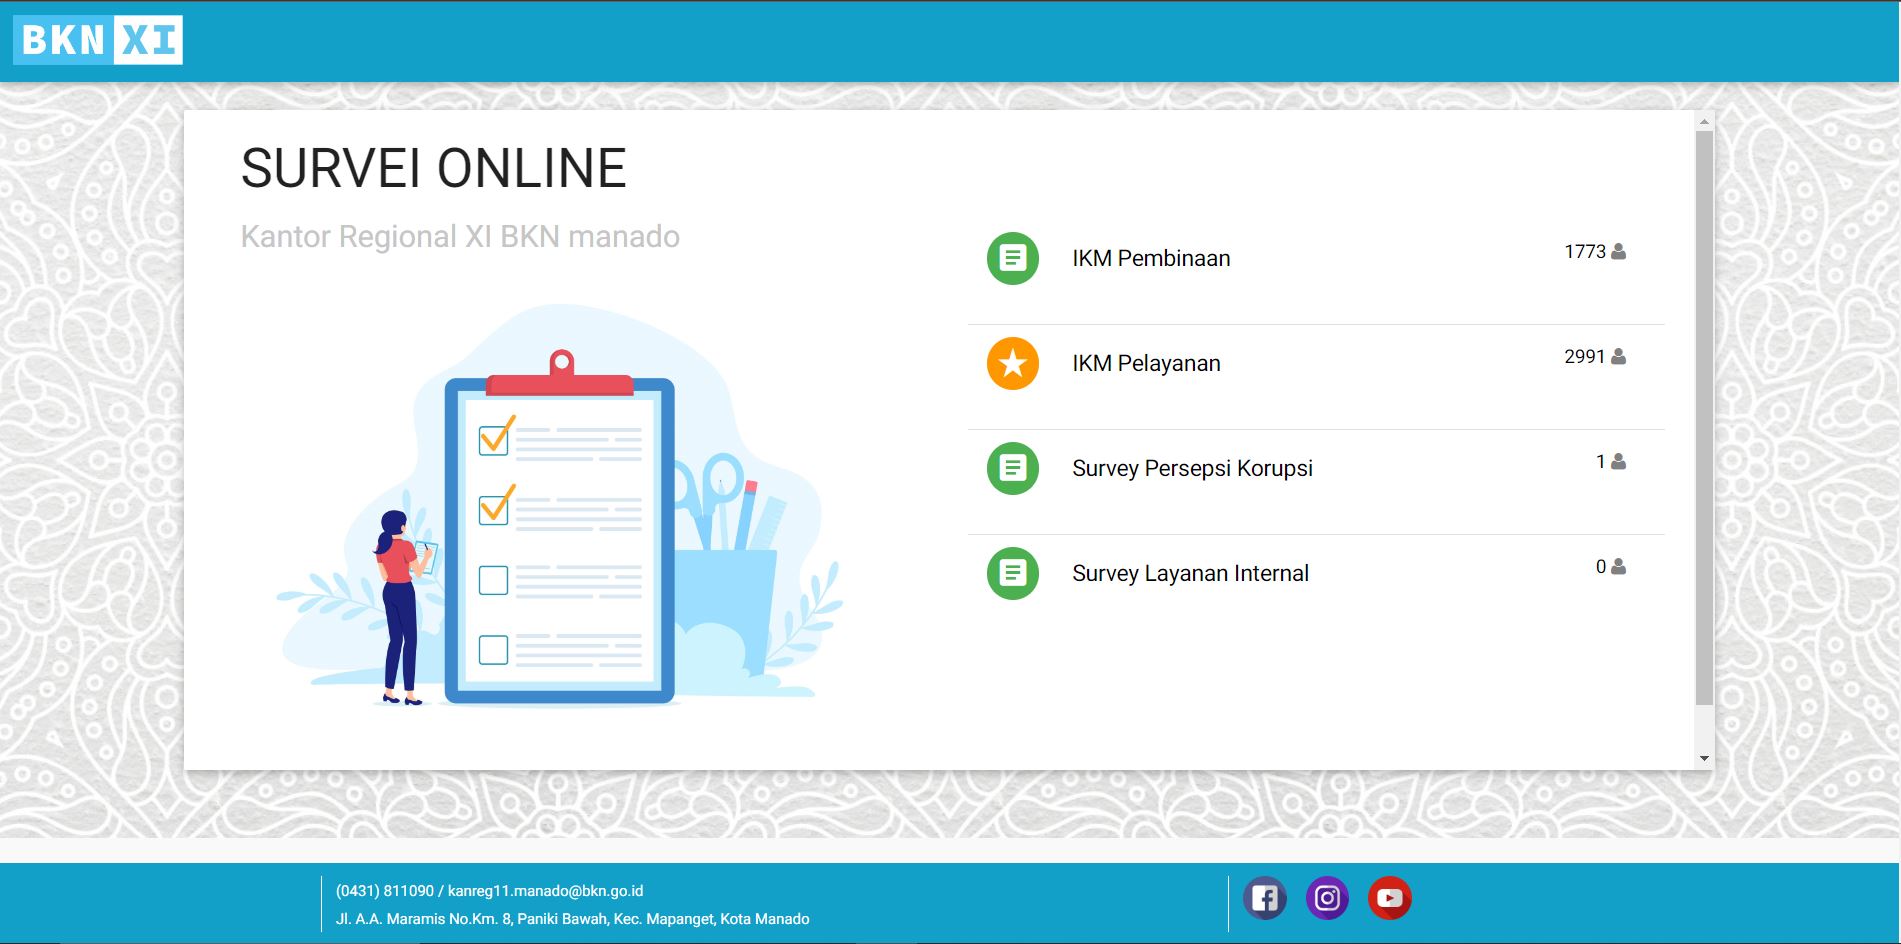 BKN XI
SURVEI ONLINE
Kantor Regional XI BKN manado
IKM Pembinaan
1773
IKM Pelayanan
2991
Survey Persepsi Korupsi
1
Survey Layanan Internal
0
(0431) 811090 / kanreg11.manado@bkn.go.id
Jl. A.A. Maramis No.Km. 8, Paniki Bawah, Kec. Mapanget, Kota Manado